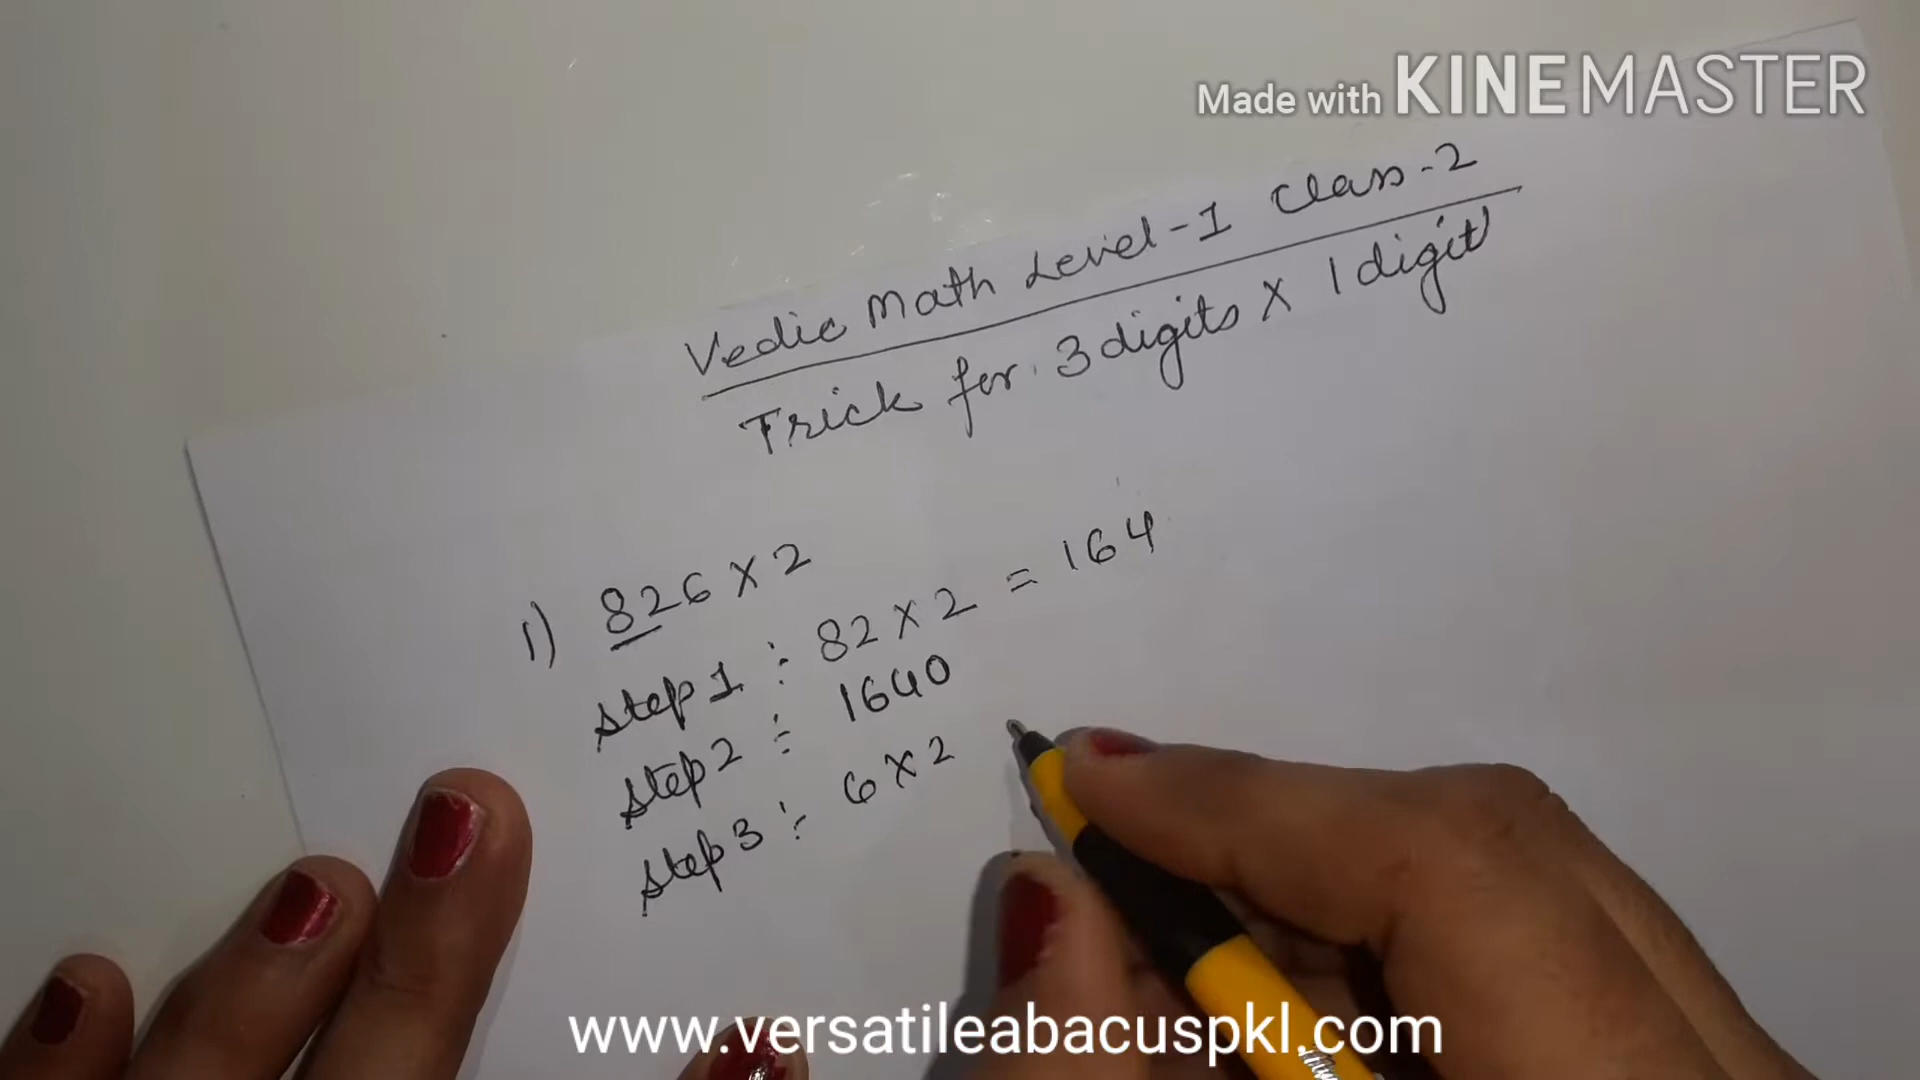 Made with KINEMASTER
Vedic Math Level-1 Class-2
Trick for 3 digits X 1 digit
1) 826 X 2
Step 1 : 82 X 2 = 164
Step 2 : 1640
Step 3 : 6 X 2
www.versatileabacuspkl.com